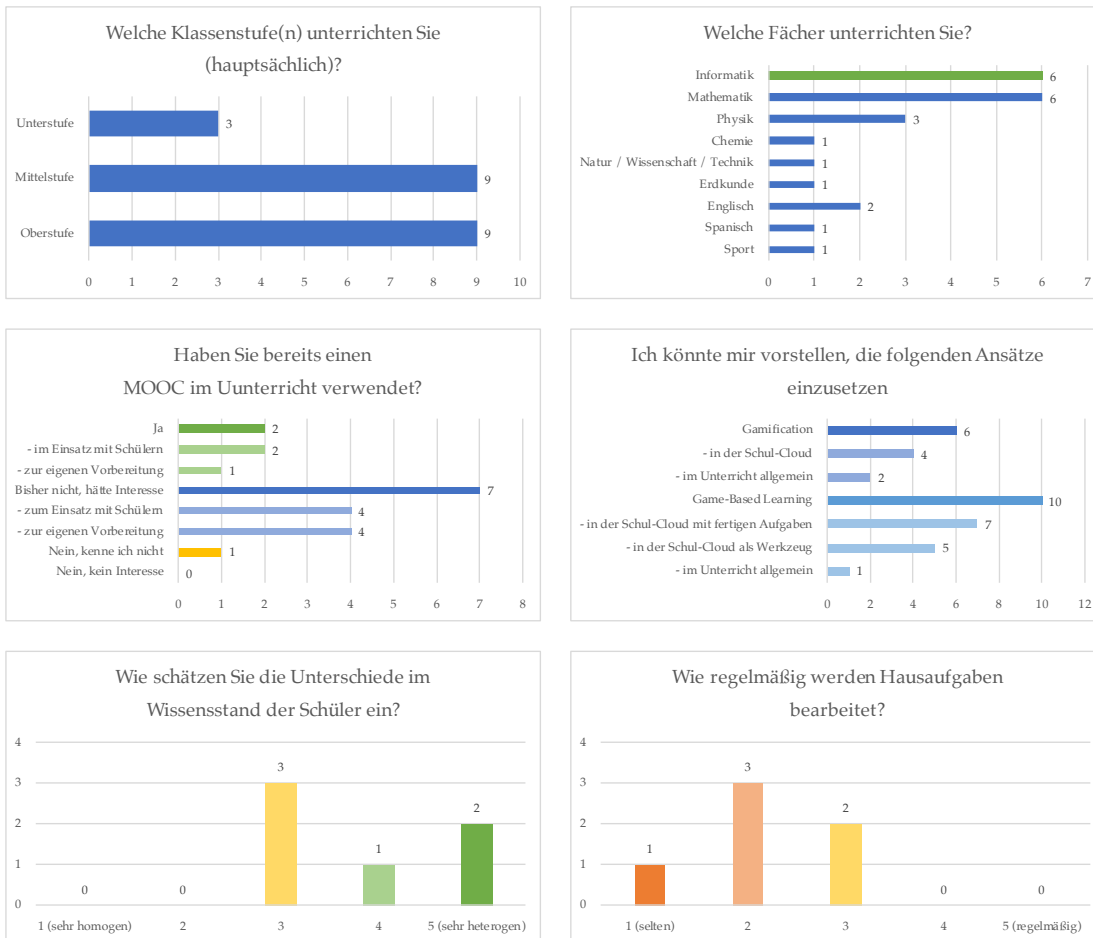 Welche Klassenstufe(n) unterrichten Sie
(hauptsächlich)?
Unterstufe
3
Mittelstufe
9
Oberstufe
9
0 1 2 3 4 5 6 7 8 9 10
Welche Fächer unterrichten Sie?
Informatik
6
Mathematik
6
Physik
3
Chemie
1
Natur / Wissenschaft / Technik
1
Erdkunde
1
Englisch
2
Spanisch
1
Sport
1
0 1 2 3 4 5 6 7
Haben Sie bereits einen
MOOC im Uunterricht verwendet?
Ja
2
- im Einsatz mit Schülern
2
- zur eigenen Vorbereitung
1
Bisher nicht, hätte Interesse
7
- zum Einsatz mit Schülern
4
- zur eigenen Vorbereitung
4
Nein, kenne ich nicht
1
Nein, kein Interesse
0
0 1 2 3 4 5 6 7 8
Ich könnte mir vorstellen, die folgenden Ansätze
einzusetzen
Gamification
6
- in der Schul-Cloud
4
- im Unterricht allgemein
2
Game-Based Learning
10
- in der Schul-Cloud mit fertigen Aufgaben
7
- in der Schul-Cloud als Werkzeug
5
- im Unterricht allgemein
1
0 2 4 6 8 10 12
Wie schätzen Sie die Unterschiede im
Wissensstand der Schüler ein?
4
3
2
1
0
0 0 3 1 2
1 (sehr homogen) 2 3 4 5 (sehr heterogen)
Wie regelmäßig werden Hausaufgaben
bearbeitet?
4
3
2
1
0
1 3 2 0 0
1 (selten) 2 3 4 5 (regelmäßig)